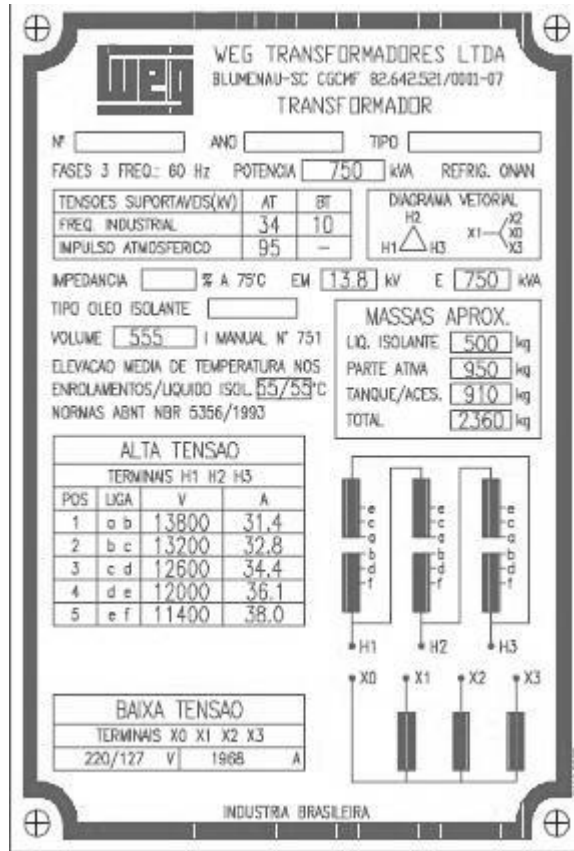 weg
WEG TRANSFORMADORES LTDA
BLUMENAU-SC CGCMF 82.642.521/0001-07
TRANSFORMADOR
Nº ANO TIPO
FASES 3 FREQ.: 60 Hz POTENCIA 750 kVA REFRIG. ONAN
TENSOES SUPORTAVEIS(kV) AT BT
FREQ. INDUSTRIAL 34 10
IMPULSO ATMOSFERICO 95 -
DIAGRAMA VETORIAL
H2
H1 H3
X2
X1 X0
X3
IMPEDANCIA % A 75°C EM 13.8 kV E 750 kVA
TIPO OLEO ISOLANTE
VOLUME 555 l MANUAL Nº 751
ELEVACAO MEDIA DE TEMPERATURA NOS
ENROLAMENTOS/LIQUIDO ISOL. 55/55°C
NORMAS ABNT NBR 5356/1993
MASSAS APROX.
LIQ. ISOLANTE 500 kg
PARTE ATIVA 950 kg
TANQUE/ACES. 910 kg
TOTAL 2360 kg
ALTA TENSAO
TERMINAIS H1 H2 H3
POS LIGA V A
1 a b 13800 31.4
2 b c 13200 32.8
3 c d 12600 34.4
4 d e 12000 36.1
5 e f 11400 38.0
e e e
c c c
a a a
b b b
d d d
f f f
H1 H2 H3
X0 X1 X2 X3
BAIXA TENSAO
TERMINAIS X0 X1 X2 X3
220/127 V 1968 A
INDUSTRIA BRASILEIRA